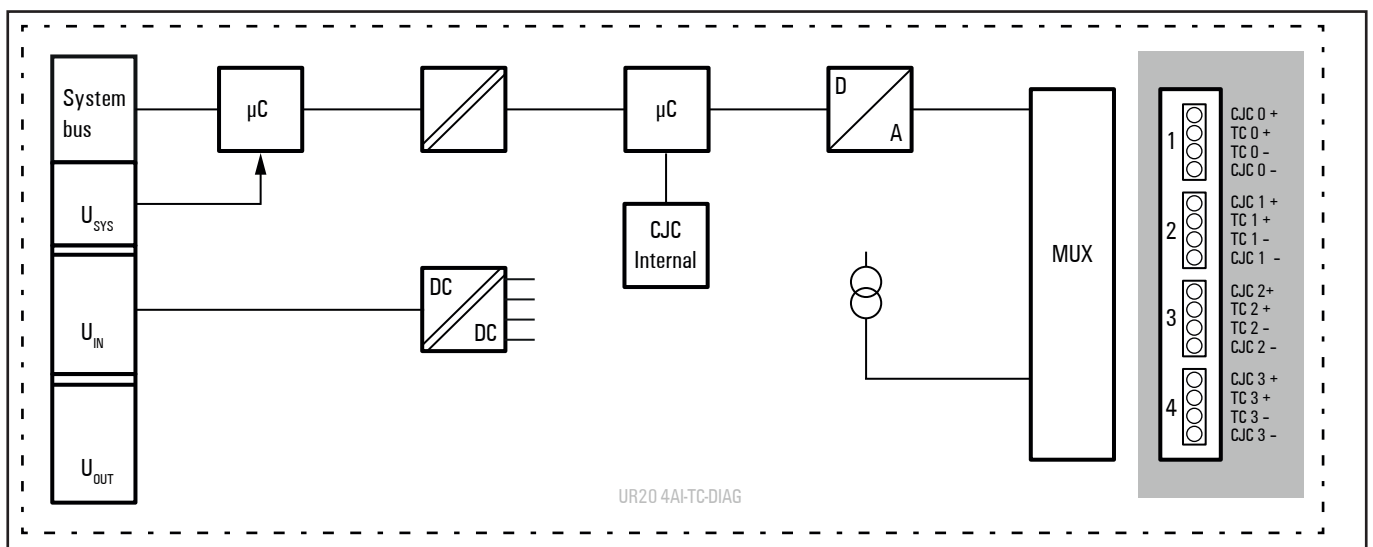 System
bus
U SYS
U IN
U OUT
µC
µC
CJC
Internal
DC
DC
D
A
MUX
1
CJC 0 +
TC 0 +
TC 0 –
CJC 0 –
2
CJC 1 +
TC 1 +
TC 1 –
CJC 1 –
3
CJC 2+
TC 2 +
TC 2 –
CJC 2 –
4
CJC 3 +
TC 3 +
TC 3 –
CJC 3 –
UR20 4AI-TC-DIAG